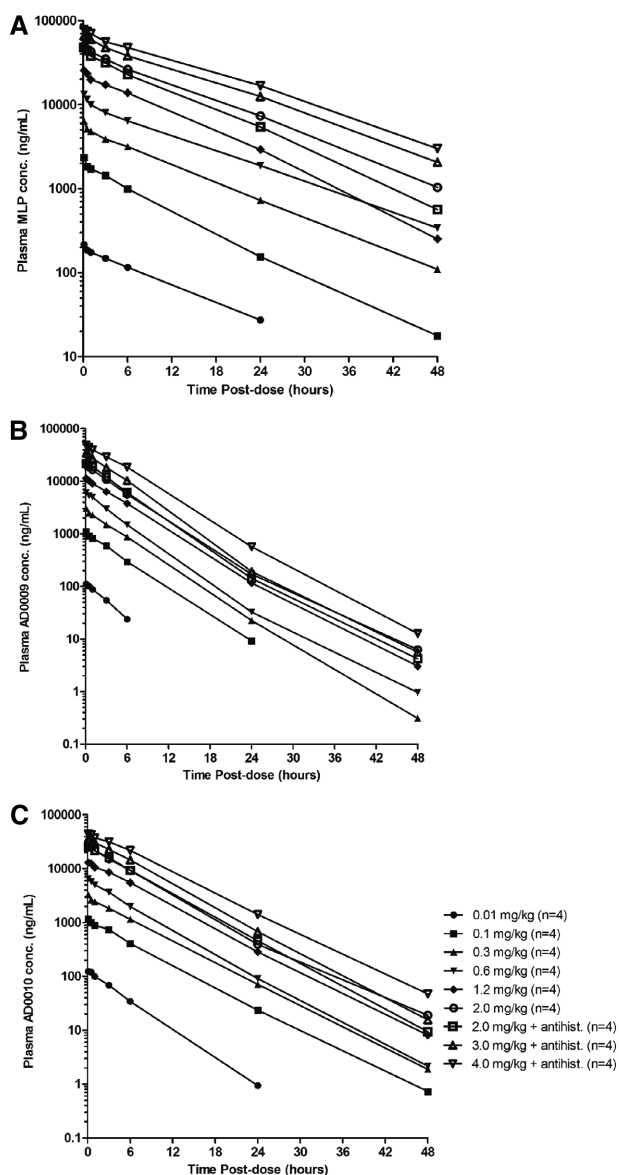 A
100000
10000
1000
100
10
Plasma MLP conc. (ng/mL)
0 6 12 18 24 30 36 42 48
Time Post-dose (hours)
B
100000
10000
1000
100
10
1
0.1
Plasma AD0009 conc. (ng/mL)
0 6 12 18 24 30 36 42 48
Time Post-dose (hours)
C
100000
10000
1000
100
10
1
0.1
Plasma AD0010 conc. (ng/mL)
0 6 12 18 24 30 36 42 48
Time Post-dose (hours)
0.01 mg/kg (n=4)
0.1 mg/kg (n=4)
0.3 mg/kg (n=4)
0.6 mg/kg (n=4)
1.2 mg/kg (n=4)
2.0 mg/kg (n=4)
2.0 mg/kg + antihist. (n=4)
3.0 mg/kg + antihist. (n=4)
4.0 mg/kg + antihist. (n=4)